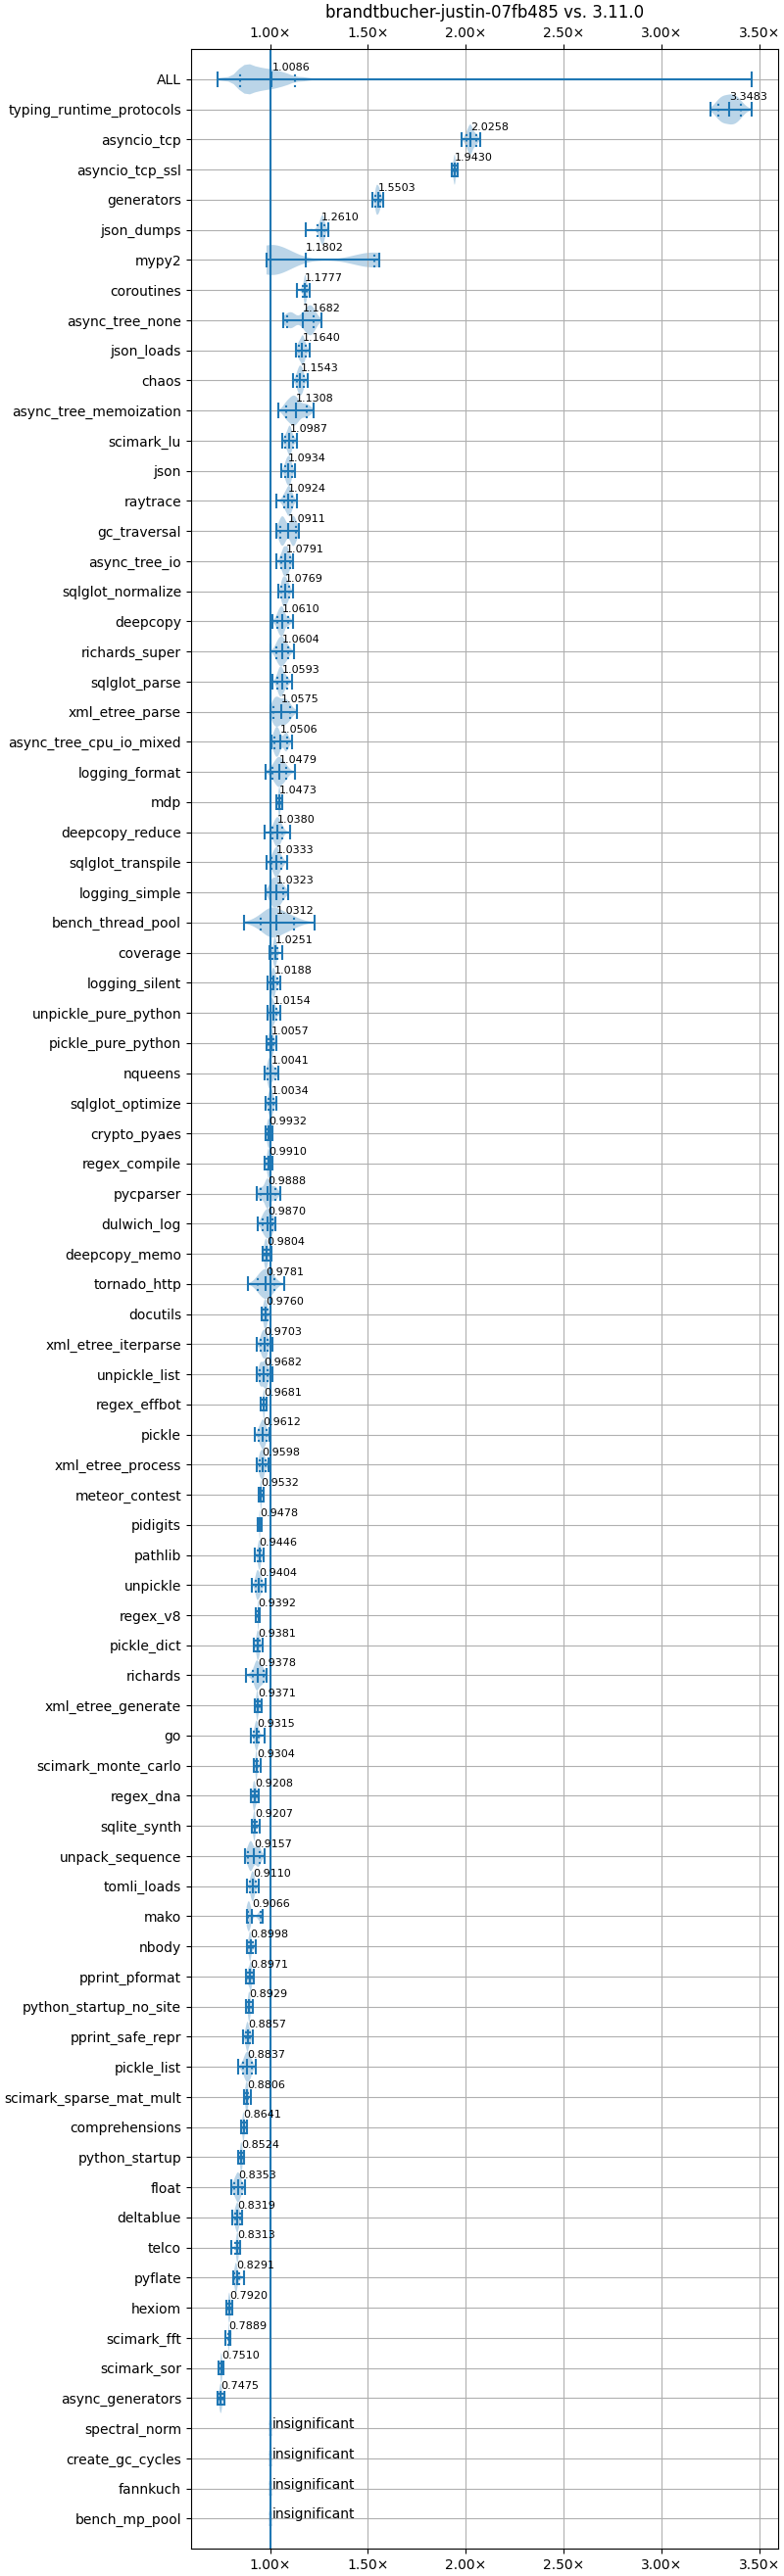 brandtbucher-justin-07fb485 vs. 3.11.0
1.00× 1.50× 2.00× 2.50× 3.00× 3.50×
ALL 1.0086
typing_runtime_protocols 3.3483
asyncio_tcp 2.0258
asyncio_tcp_ssl 1.9430
generators 1.5503
json_dumps 1.2610
mypy2 1.1802
coroutines 1.1777
async_tree_none 1.1682
json_loads 1.1640
chaos 1.1543
async_tree_memoization 1.1308
scimark_lu 1.0987
json 1.0934
raytrace 1.0924
gc_traversal 1.0911
async_tree_io 1.0791
sqlglot_normalize 1.0769
deepcopy 1.0610
richards_super 1.0604
sqlglot_parse 1.0593
xml_etree_parse 1.0575
async_tree_cpu_io_mixed 1.0506
logging_format 1.0479
mdp 1.0473
deepcopy_reduce 1.0380
sqlglot_transpile 1.0333
logging_simple 1.0323
bench_thread_pool 1.0312
coverage 1.0251
logging_silent 1.0188
unpickle_pure_python 1.0154
pickle_pure_python 1.0057
nqueens 1.0041
sqlglot_optimize 1.0034
crypto_pyaes 0.9932
regex_compile 0.9910
pycparser 0.9888
dulwich_log 0.9870
deepcopy_memo 0.9804
tornado_http 0.9781
docutils 0.9760
xml_etree_iterparse 0.9703
unpickle_list 0.9682
regex_effbot 0.9681
pickle 0.9612
xml_etree_process 0.9598
meteor_contest 0.9532
pidigits 0.9478
pathlib 0.9446
unpickle 0.9404
regex_v8 0.9392
pickle_dict 0.9381
richards 0.9378
xml_etree_generate 0.9371
go 0.9315
scimark_monte_carlo 0.9304
regex_dna 0.9208
sqlite_synth 0.9207
unpack_sequence 0.9157
tomli_loads 0.9110
mako 0.9066
nbody 0.8998
pprint_pformat 0.8971
python_startup_no_site 0.8929
pprint_safe_repr 0.8857
pickle_list 0.8837
scimark_sparse_mat_mult 0.8806
comprehensions 0.8641
python_startup 0.8524
float 0.8353
deltablue 0.8319
telco 0.8313
pyflate 0.8291
hexiom 0.7920
scimark_fft 0.7889
scimark_sor 0.7510
async_generators 0.7475
spectral_norm insignificant
create_gc_cycles insignificant
fannkuch insignificant
bench_mp_pool insignificant
1.00× 1.50× 2.00× 2.50× 3.00× 3.50×